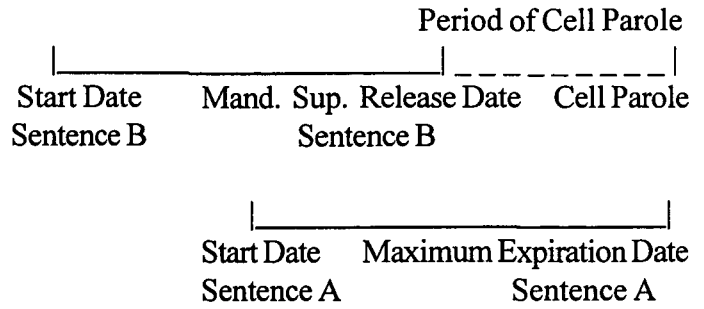 Period of Cell Parole
Start Date Mand. Sup. Release Date Cell Parole
Sentence B Sentence B
Start Date Maximum Expiration Date
Sentence A Sentence A